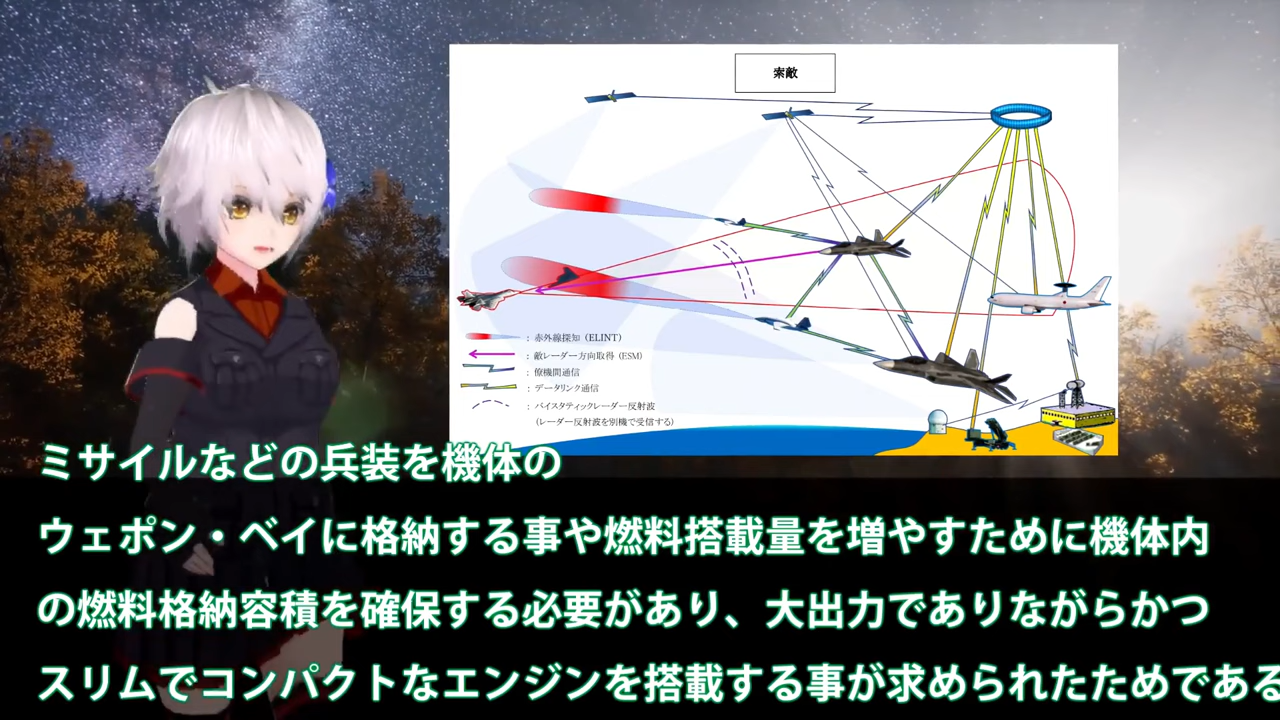 索敵
: 赤外線探知 (ELINT)
: 敵レーダー方向取得 (ESM)
: 僚機間通信
: データリンク通信
: バイスタティックレーダー反射波
(レーダー反射波を別機で受信する)
ミサイルなどの兵装を機体の
ウェポン・ベイに格納する事や燃料搭載量を増やすために機体内
の燃料格納容積を確保する必要があり、大出力でありながらかつ
スリムでコンパクトなエンジンを搭載する事が求められたためである